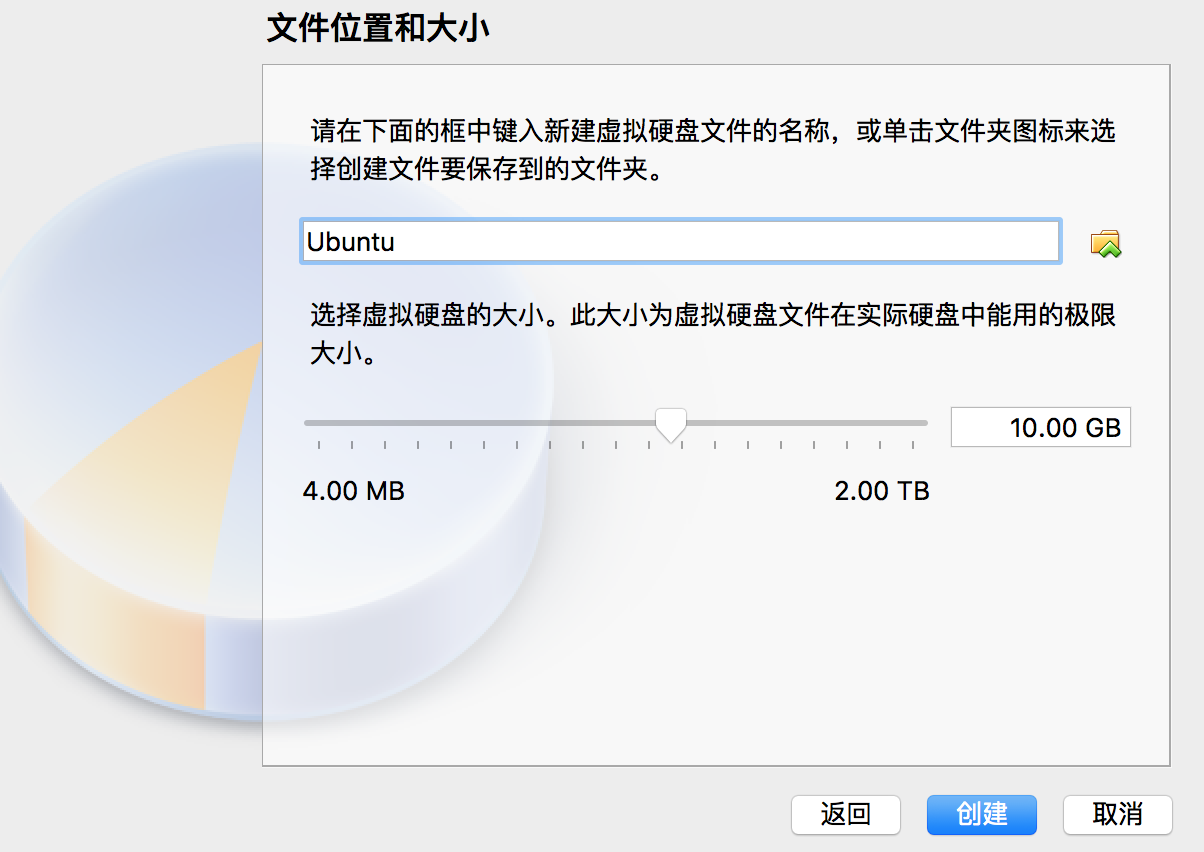 文件位置和大小
请在下面的框中键入新建虚拟硬盘文件的名称，或单击文件夹图标来选
择创建文件要保存到的文件夹。
Ubuntu
选择虚拟硬盘的大小。此大小为虚拟硬盘文件在实际硬盘中能用的极限
大小。
10.00 GB
4.00 MB 2.00 TB
返回 创建 取消